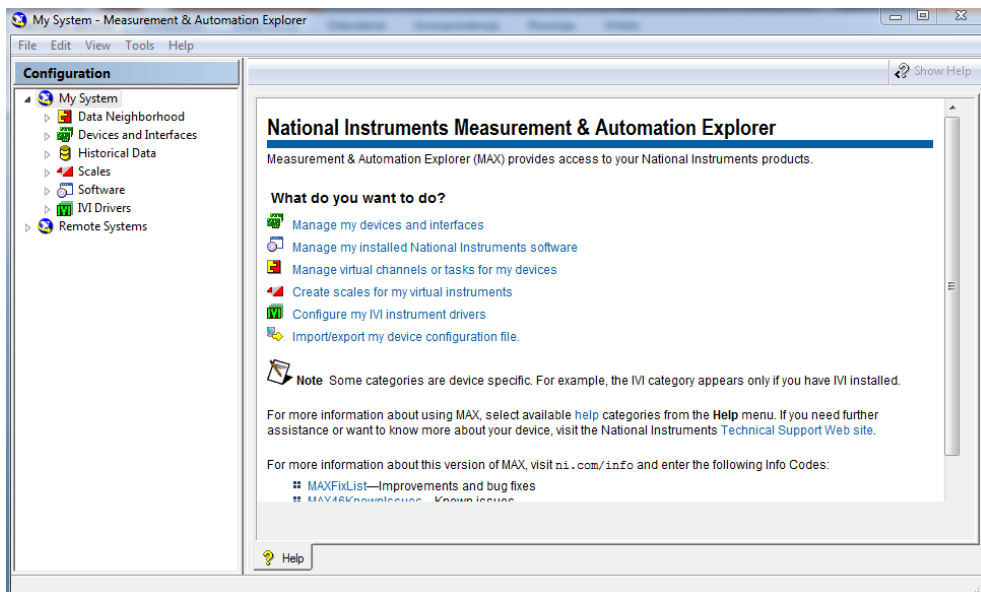 My System - Measurement & Automation Explorer
File Edit View Tools Help
Configuration
Show Help
My System
Data Neighborhood
Devices and Interfaces
Historical Data
Scales
Software
IVI Drivers
Remote Systems
National Instruments Measurement & Automation Explorer
Measurement & Automation Explorer (MAX) provides access to your National Instruments products.
What do you want to do?
Manage my devices and interfaces
Manage my installed National Instruments software
Manage virtual channels or tasks for my devices
Create scales for my virtual instruments
Configure my IVI instrument drivers
Import/export my device configuration file.
Note Some categories are device specific. For example, the IVI category appears only if you have IVI installed.
For more information about using MAX, select available help categories from the Help menu. If you need further
assistance or want to know more about your device, visit the National Instruments Technical Support Web site.
For more information about this version of MAX, visit ni.com/info and enter the following Info Codes:
MAXFixList—Improvements and bug fixes
MAX46KnownIssues—Known issues
Help